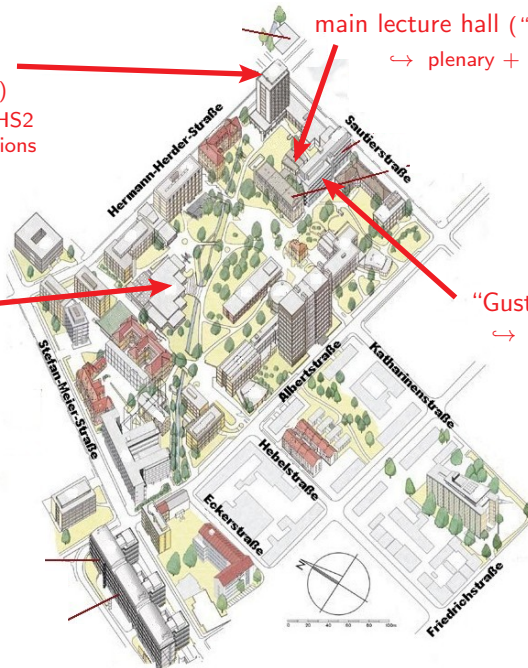 main lecture hall (“
↪ plenary +
)
HS2
ions
Hermann-Herder-Straße
Sautierstraße
“Gust
↪
Stefan-Meier-Straße
Albertstraße
Katharinenstraße
Hebelstraße
Eckerstraße
Friedrichstraße
N